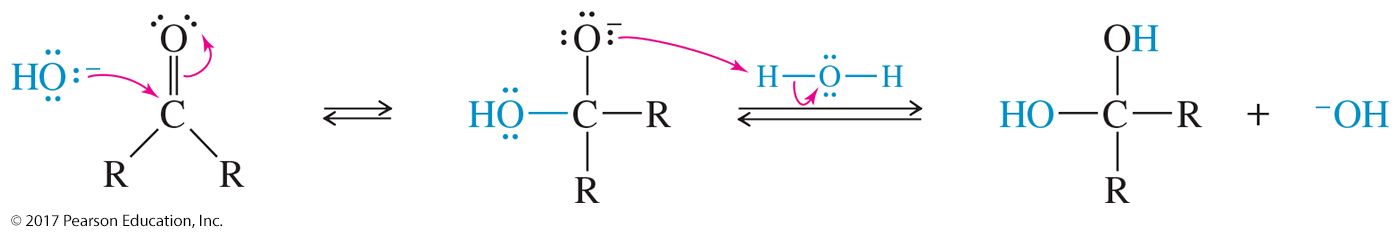 O :O:⁻ OH
HO:⁻ H—O—H
C HO—C—R HO—C—R + ⁻OH
R R R R
© 2017 Pearson Education, Inc.